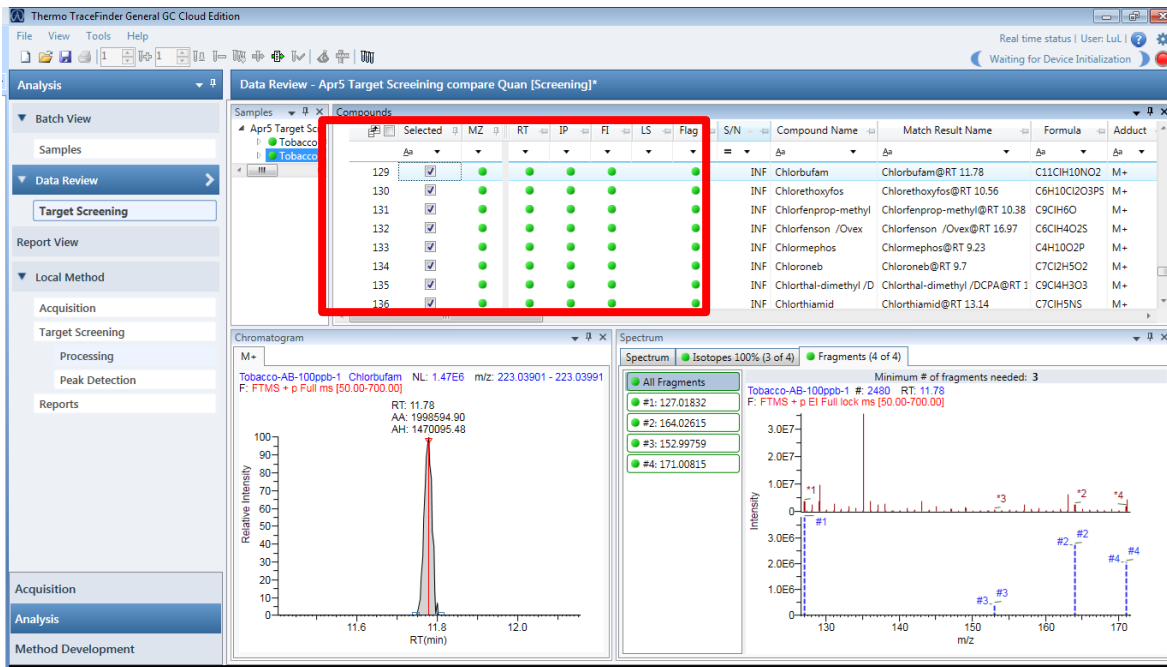 Thermo TraceFinder General GC Cloud Edition
File View Tools Help
Real time status | User: LuL |
1 1
Waiting for Device Initialization
Analysis
Data Review - Apr5 Target Screeining compare Quan [Screening]*
Batch View
Samples
Data Review
Target Screening
Report View
Local Method
Acquisition
Target Screening
Processing
Peak Detection
Reports
Acquisition
Analysis
Method Development
Samples
Apr5 Target Sc
Tobacco
Tobacco
Compounds
Selected MZ RT IP FI LS Flag S/N Compound Name Match Result Name Formula Adduct
Aa = Aa Aa Aa Aa
129 INF Chlorbufam Chlorbufam@RT 11.78 C11ClH10NO2 M+
130 INF Chlorethoxyfos Chlorethoxyfos@RT 10.56 C6H10Cl2O3PS M+
131 INF Chlorfenprop-methyl Chlorfenprop-methyl@RT 10.38 C9ClH6O M+
132 INF Chlorfenson /Ovex Chlorfenson /Ovex@RT 16.97 C6ClH4O2S M+
133 INF Chlormephos Chlormephos@RT 9.23 C4H10O2P M+
134 INF Chloroneb Chloroneb@RT 9.7 C7Cl2H5O2 M+
135 INF Chlorthal-dimethyl /D Chlorthal-dimethyl /DCPA@RT 1 C9Cl4H3O3 M+
136 INF Chlorthiamid Chlorthiamid@RT 13.14 C7ClH5NS M+
Chromatogram
M+
Tobacco-AB-100ppb-1 Chlorbufam NL: 1.47E6 m/z: 223.03901 - 223.03991
F: FTMS + p Full ms [50.00-700.00]
RT: 11.78
AA: 1998594.90
AH: 1470095.48
100
90
80
70
60
50
40
30
20
10
0
Relative Intensity
11.6 11.8 12.0
RT(min)
Spectrum
Spectrum Isotopes 100% (3 of 4) Fragments (4 of 4)
All Fragments
#1: 127.01832
#2: 164.02615
#3: 152.99759
#4: 171.00815
Minimum # of fragments needed: 3
Tobacco-AB-100ppb-1 #: 2480 RT: 11.78
F: FTMS + p EI Full lock ms [50.00-700.00]
3.0E7
2.0E7
1.0E7
0
*1 *3 *2 *4
Intensity
3.0E6
2.0E6
1.0E6
0
#1
#2 #2
#3 #3
#4 #4
130 140 150 160 170
m/z